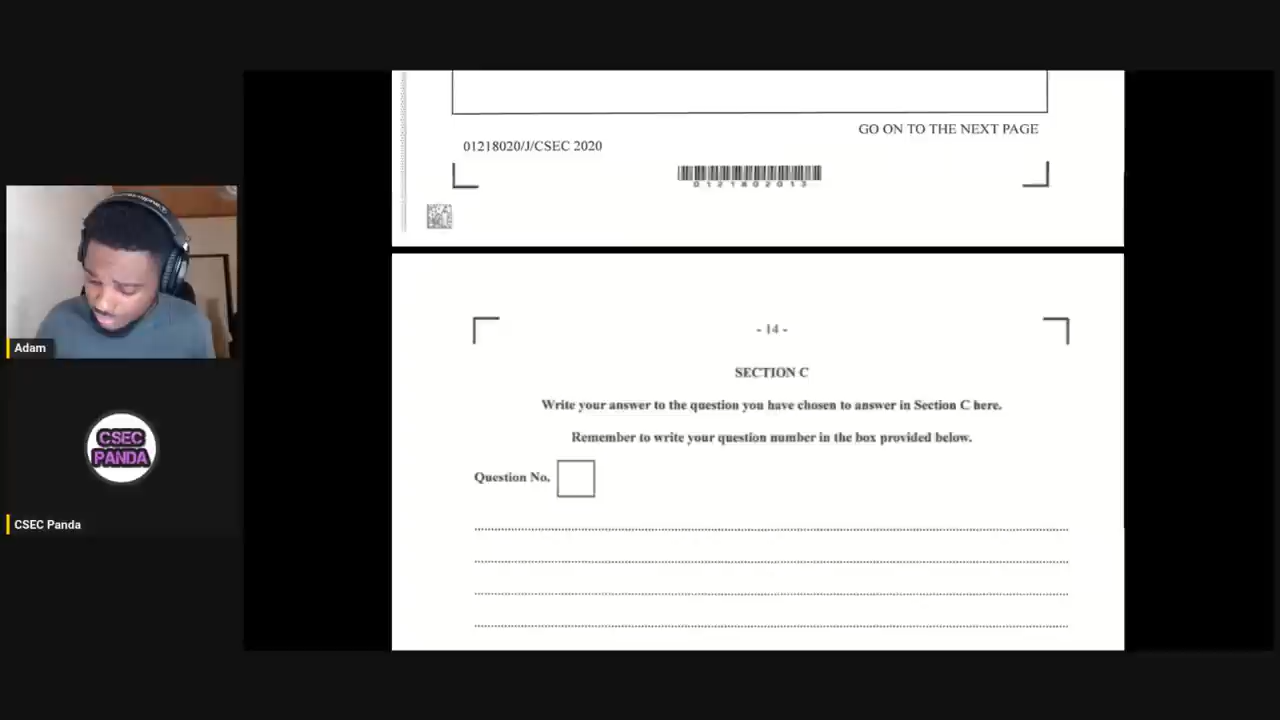 GO ON TO THE NEXT PAGE
01218020/J/CSEC 2020
0121802013
- 14 -
SECTION C
Write your answer to the question you have chosen to answer in Section C here.
Remember to write your question number in the box provided below.
Question No.
Adam
CSEC
PANDA
CSEC Panda